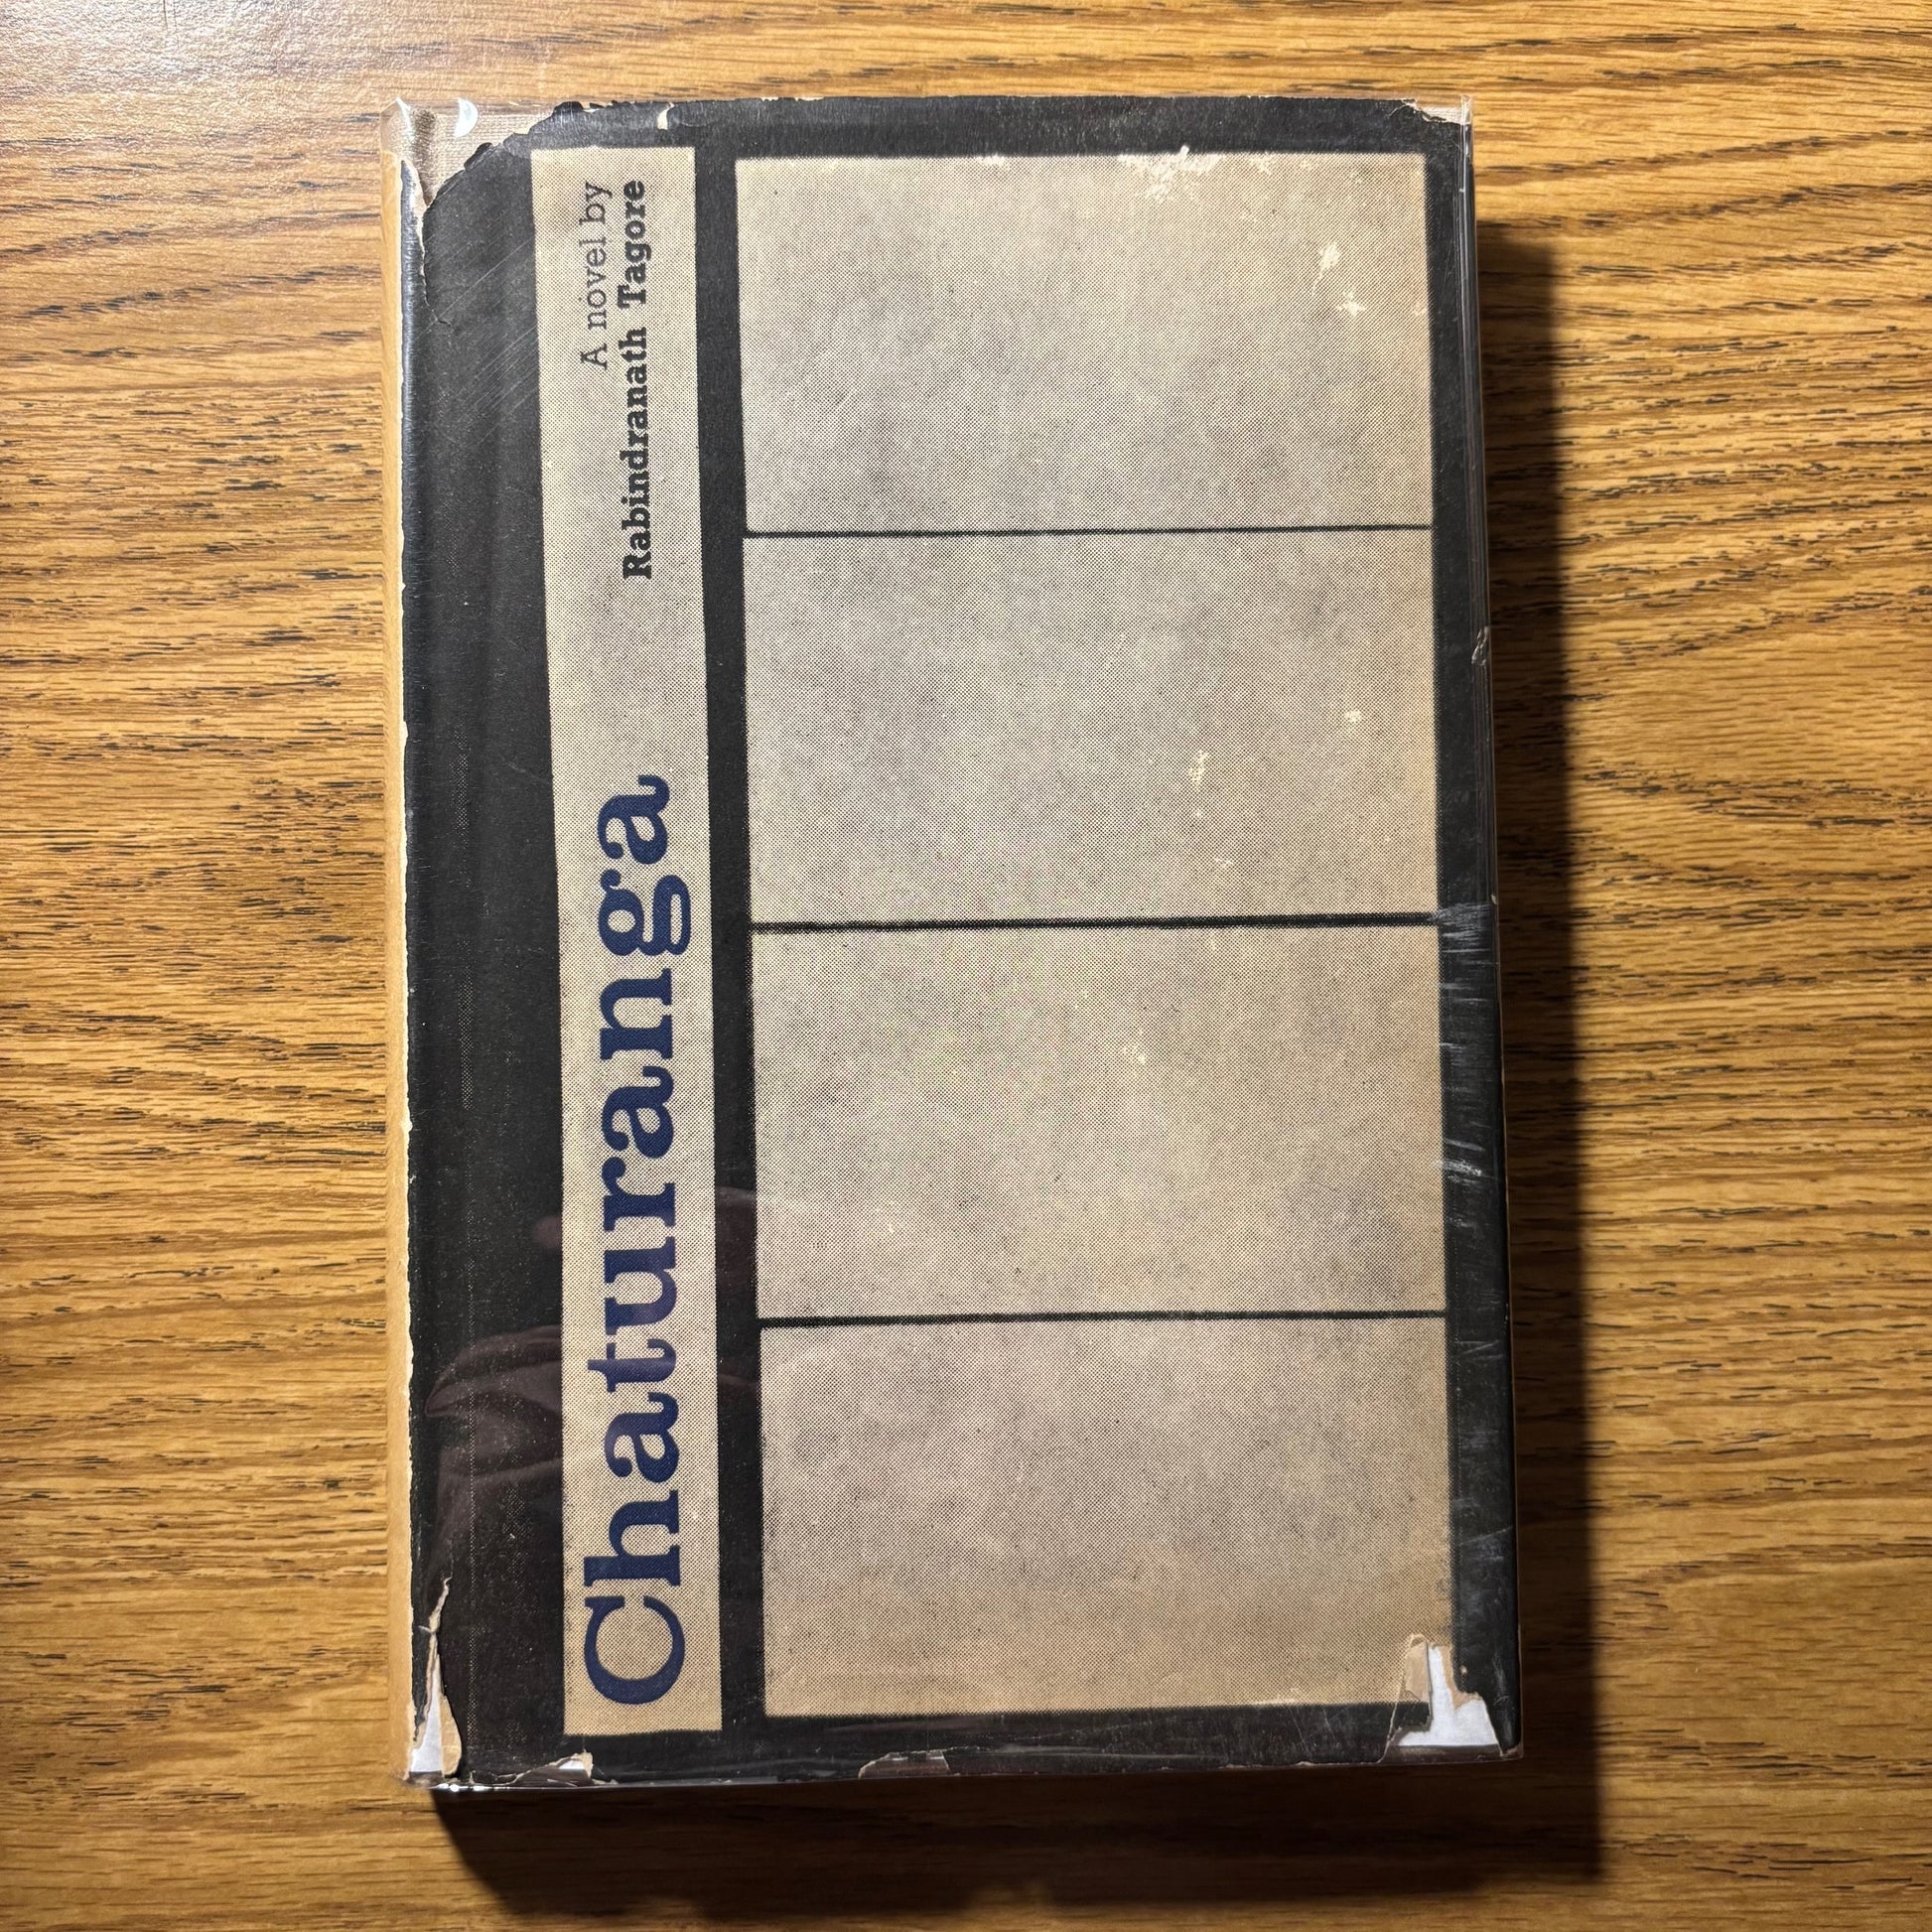 Chaturanga
A novel by
Rabindranath Tagore